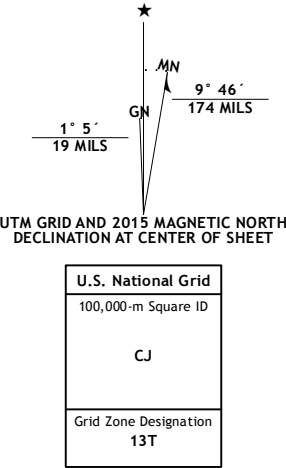 ★
MN
9° 46´
174 MILS
GN
1° 5´
19 MILS
UTM GRID AND 2015 MAGNETIC NORTH
DECLINATION AT CENTER OF SHEET
U.S. National Grid
100,000-m Square ID
CJ
Grid Zone Designation
13T